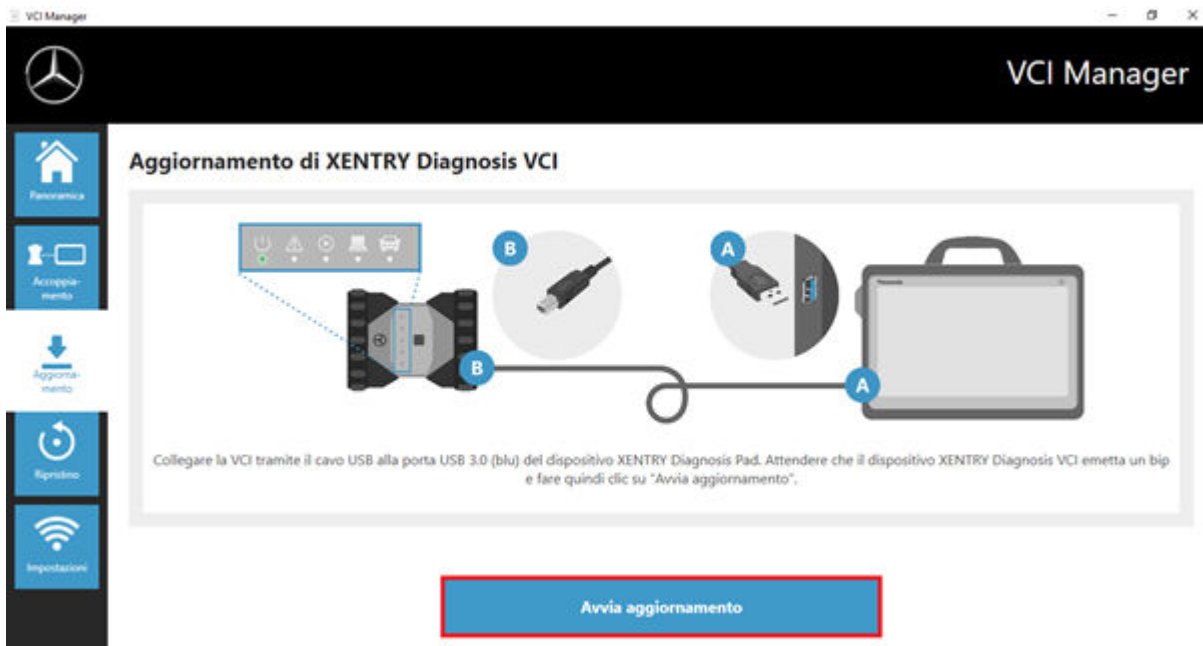 VCI Manager
VCI Manager
Panoramica
Accoppia-
mento
Aggiorna-
mento
Ripristino
Impostazioni
Aggiornamento di XENTRY Diagnosis VCI
B
A
B
A
Panasonic
Collegare la VCI tramite il cavo USB alla porta USB 3.0 (blu) del dispositivo XENTRY Diagnosis Pad. Attendere che il dispositivo XENTRY Diagnosis VCI emetta un bip
e fare quindi clic su "Avvia aggiornamento".
Avvia aggiornamento